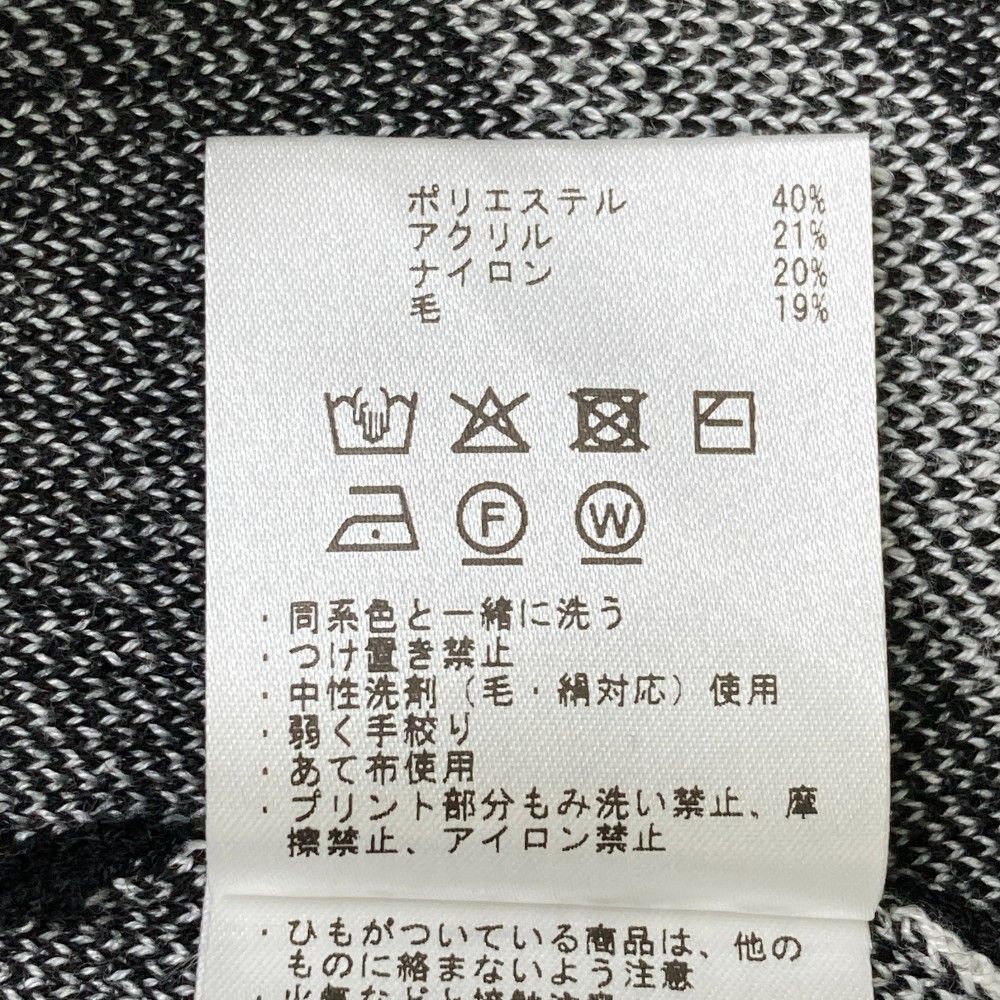 ポリエステル 40%
アクリル 21%
ナイロン 20%
毛 19%
F W
・同系色と一緒に洗う
・つけ置き禁止
・中性洗剤（毛・絹対応）使用
・弱く手絞り
・あて布使用
・プリント部分もみ洗い禁止、摩
擦禁止、アイロン禁止
・ひもがついている商品は、他の
ものに絡まないよう注意